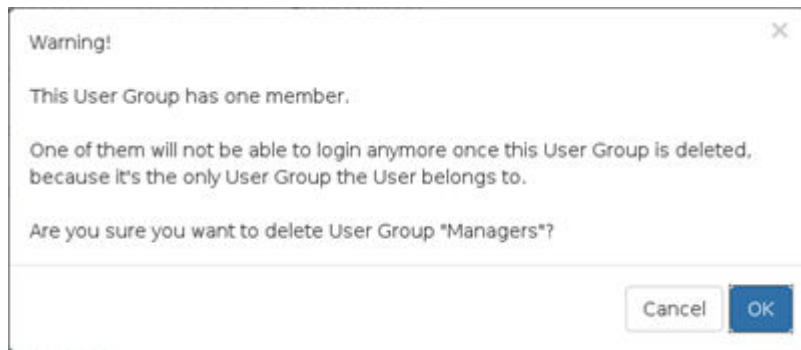 Warning!
This User Group has one member.
One of them will not be able to login anymore once this User Group is deleted,
because it's the only User Group the User belongs to.
Are you sure you want to delete User Group "Managers"?
Cancel OK